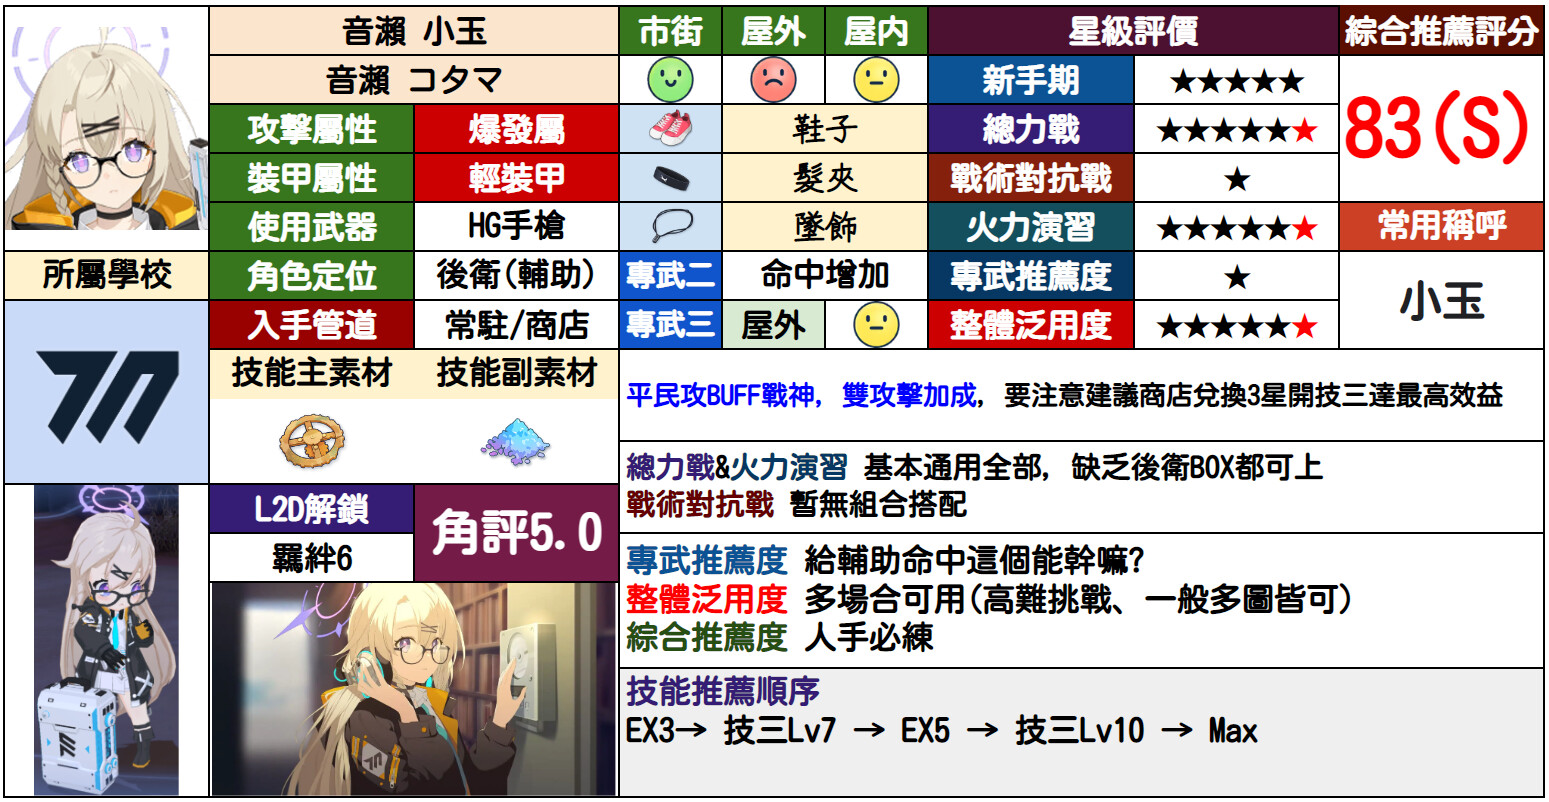 音瀨 小玉
市街
屋外
屋内
星級評價
綜合推薦評分
音瀨 コタマ
新手期
★★★★★
83(S)
攻擊屬性
爆發屬
鞋子
總力戰
★★★★★★
裝甲屬性
輕裝甲
髮夾
戰術對抗戰
★
使用武器
HG手槍
墜飾
火力演習
★★★★★★
常用稱呼
所屬學校
角色定位
後衛(輔助)
專武二
命中增加
專武推薦度
★
小玉
入手管道
常駐/商店
專武三
屋外
整體泛用度
★★★★★★
技能主素材
技能副素材
平民攻BUFF戰神, 雙攻擊加成, 要注意建議商店兌換3星開技三達最高效益
總力戰&火力演習 基本通用全部, 缺乏後衛BOX都可上
戰術對抗戰 暫無組合搭配
L2D解鎖
角評5.0
羈絆6
專武推薦度 給輔助命中這個能幹嘛?
整體泛用度 多場合可用(高難挑戰、一般多圖皆可)
綜合推薦度 人手必練
技能推薦順序
EX3→ 技三Lv7 → EX5 → 技三Lv10 → Max